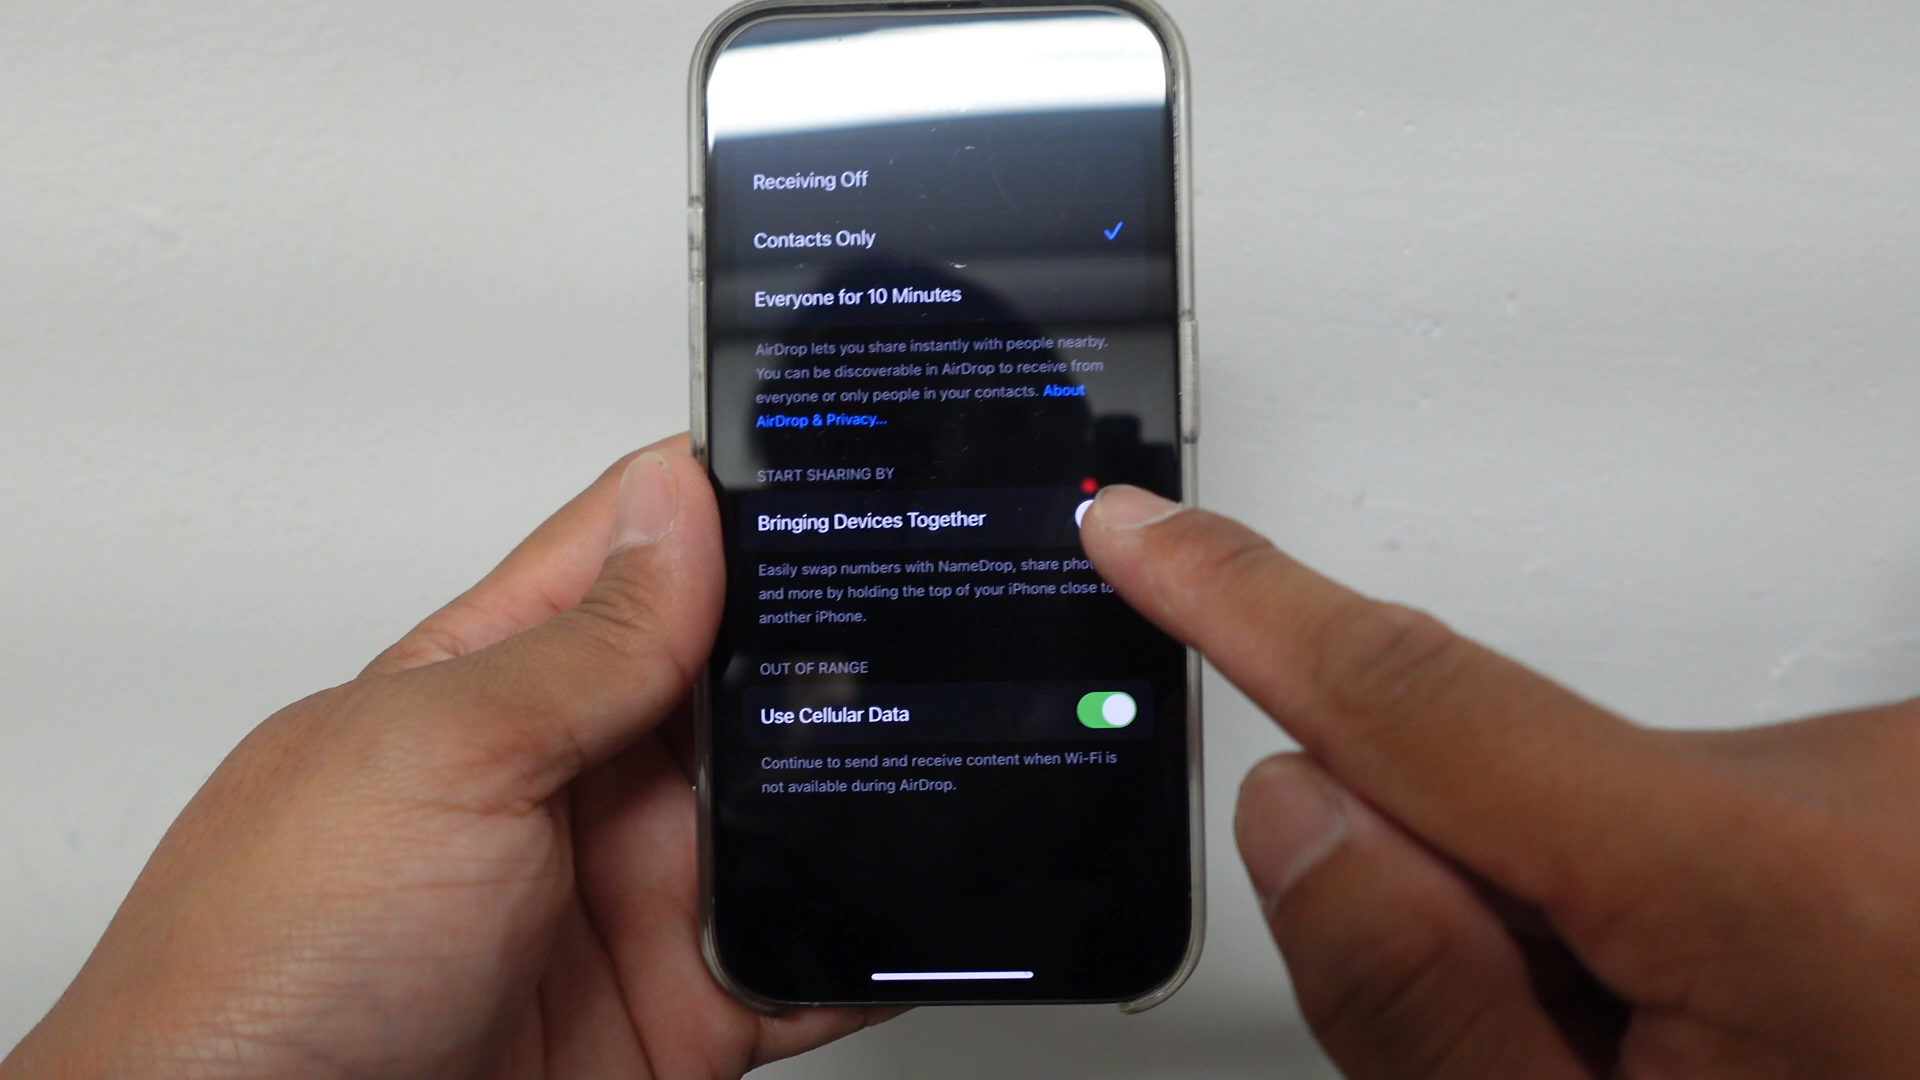 Receiving Off
Contacts Only
Everyone for 10 Minutes
AirDrop lets you share instantly with people nearby.
You can be discoverable in AirDrop to receive from
everyone or only people in your contacts. About
AirDrop & Privacy...
START SHARING BY
Bringing Devices Together
Easily swap numbers with NameDrop, share
and more by holding the top of your iPhone close to
another iPhone.
OUT OF RANGE
Use Cellular Data
Continue to send and receive content when Wi-Fi is
not available during AirDrop.